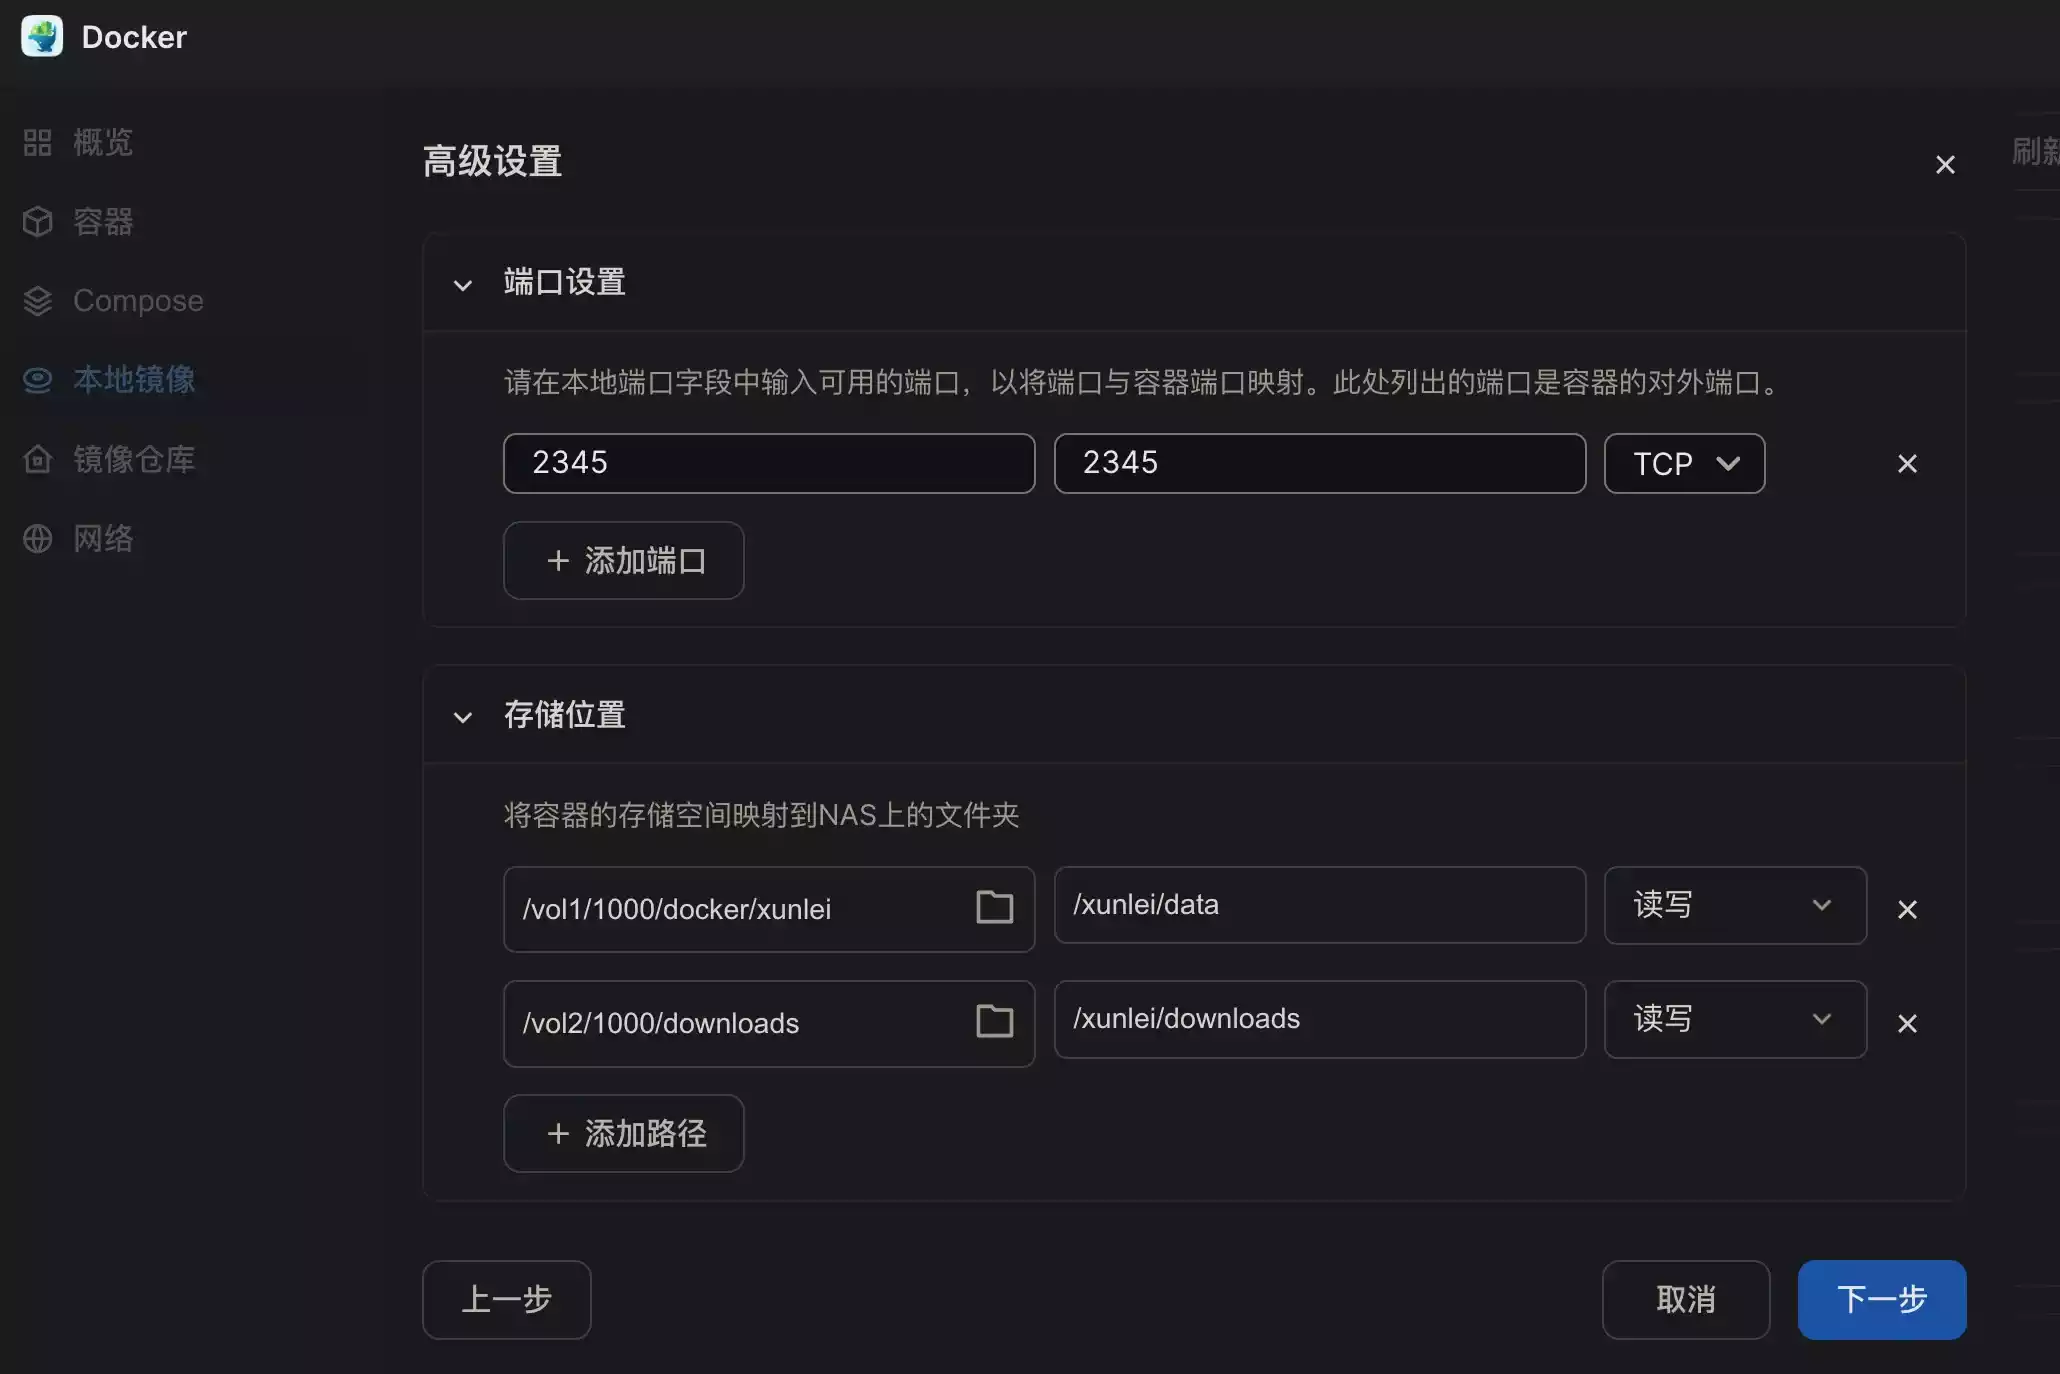 Docker
概览
容器
Compose
本地镜像
镜像仓库
网络
刷新
高级设置
端口设置
请在本地端口字段中输入可用的端口，以将端口与容器端口映射。此处列出的端口是容器的对外端口。
2345 2345 TCP
添加端口
存储位置
将容器的存储空间映射到NAS上的文件夹
/vol1/1000/docker/xunlei /xunlei/data 读写
/vol2/1000/downloads /xunlei/downloads 读写
添加路径
上一步 取消 下一步